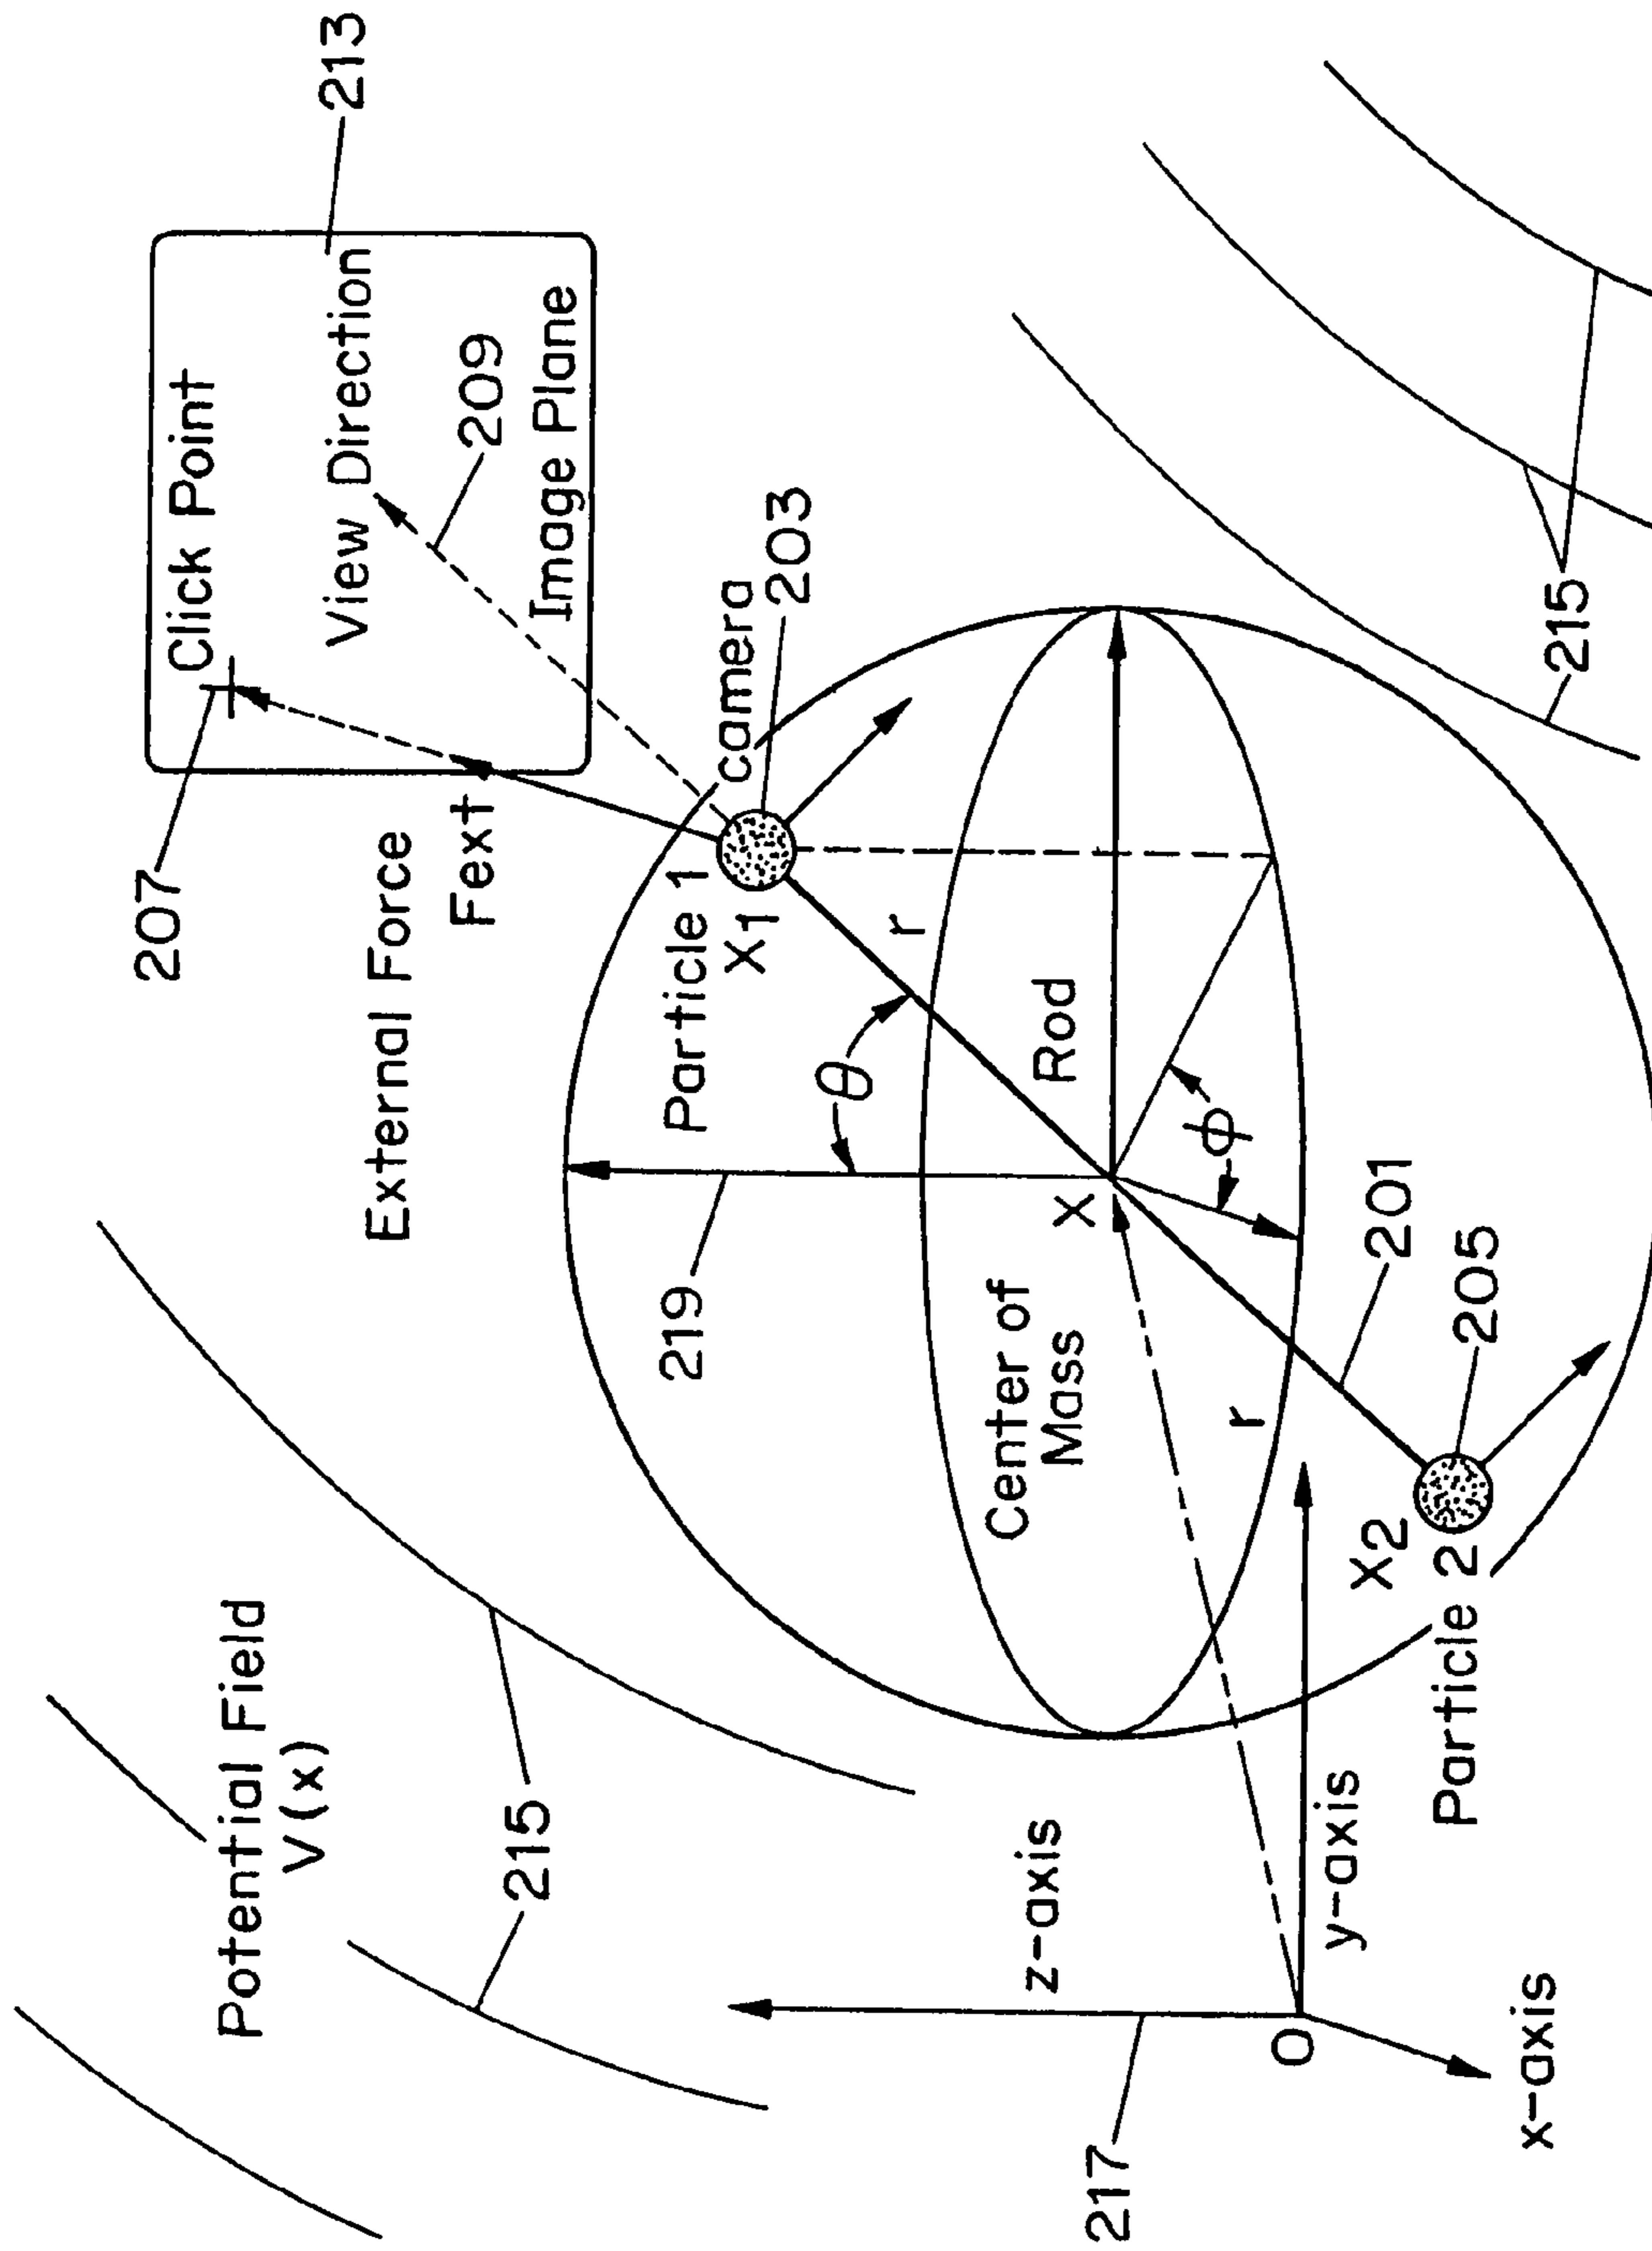 Potential Field
V(x)
215
207
External Force
Fext
Click Point
View Direction
209
Image Plane
213
camera
203
Particle 1
X1
219
θ
r
Center of
Mass
X
Rod
ϕ
r
201
205
X2
Particle 2
z-axis
y-axis
x-axis
O
217
215